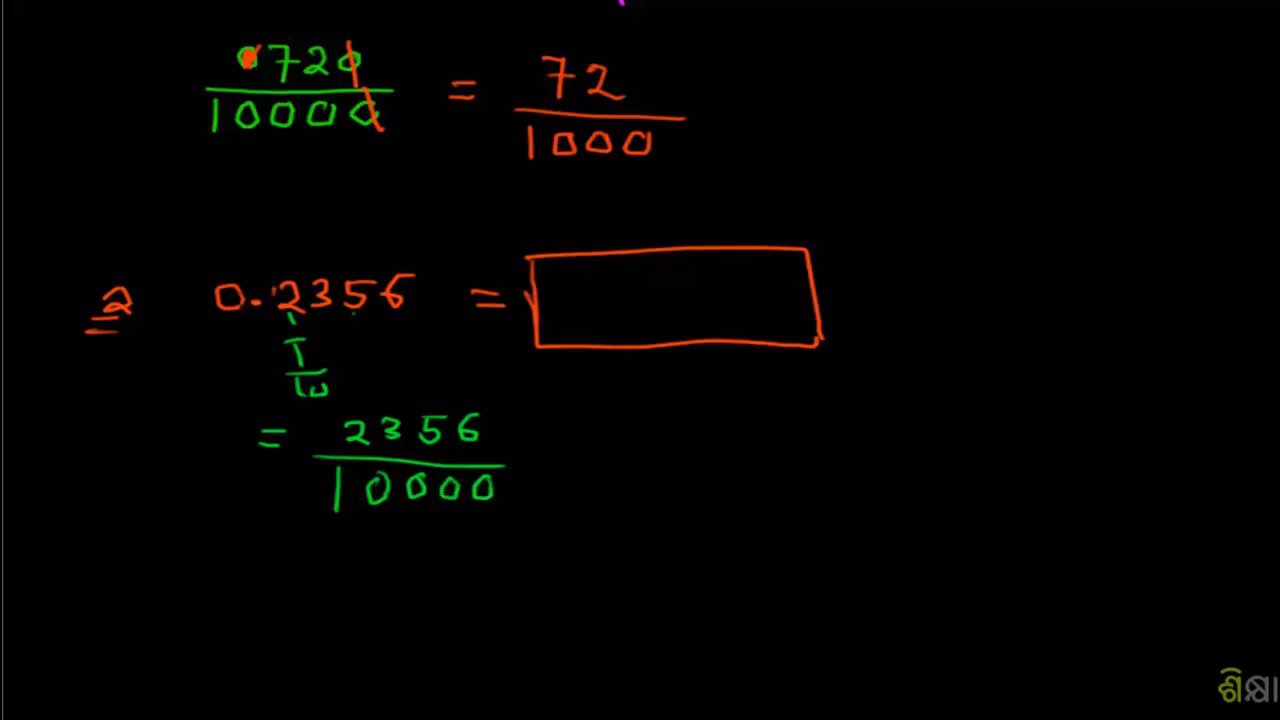 0720/10000 = 72/1000
2 0.2356 =
1/10
= 2356/10000
ଶିକ୍ଷା